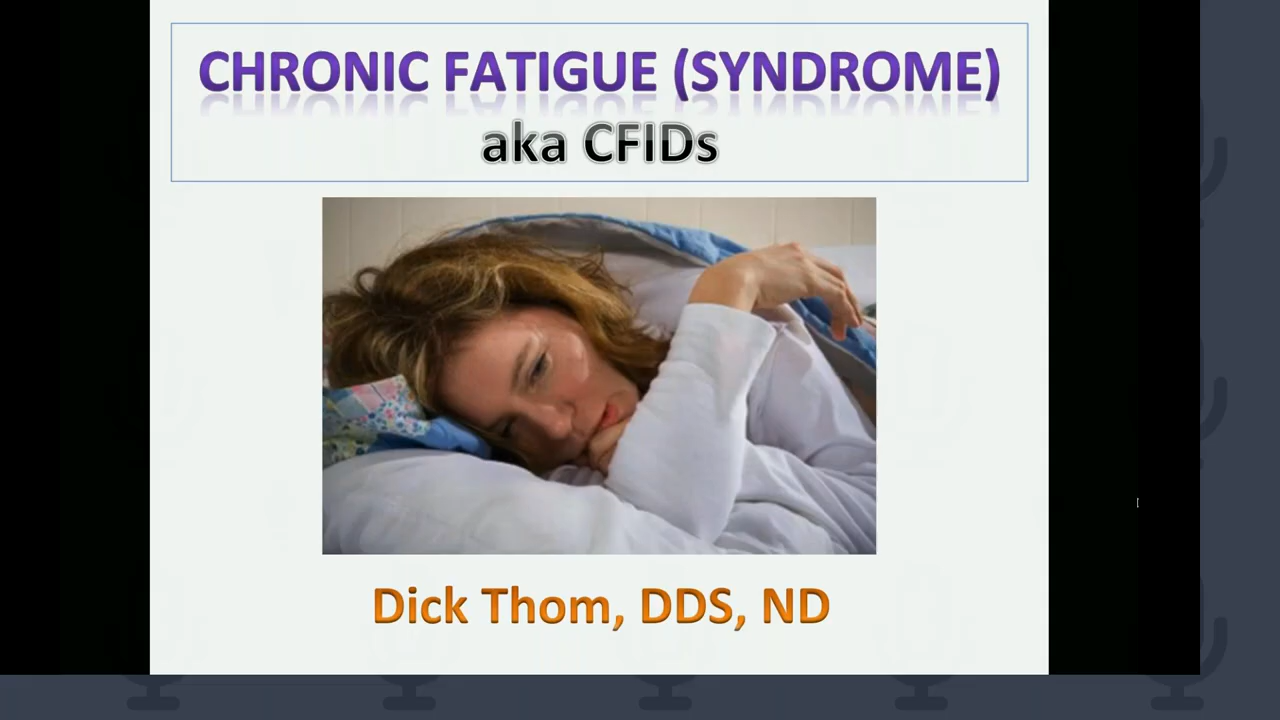 CHRONIC FATIGUE (SYNDROME)
aka CFIDs
Dick Thom, DDS, ND